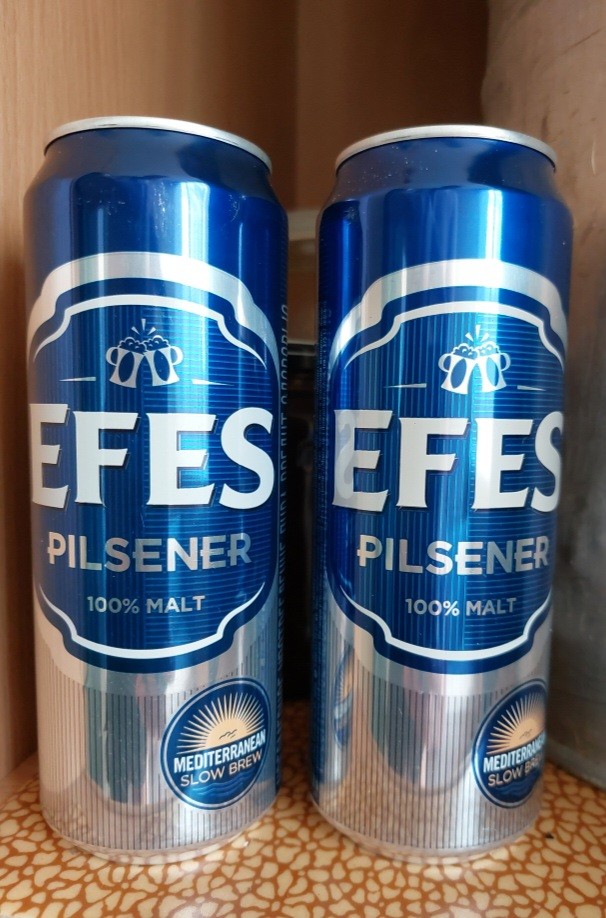 EFES
PILSENER
100% MALT
MEDITERRANEAN
SLOW BREW
EFES
PILSENER
100% MALT
MEDITERRANEAN
SLOW BREW